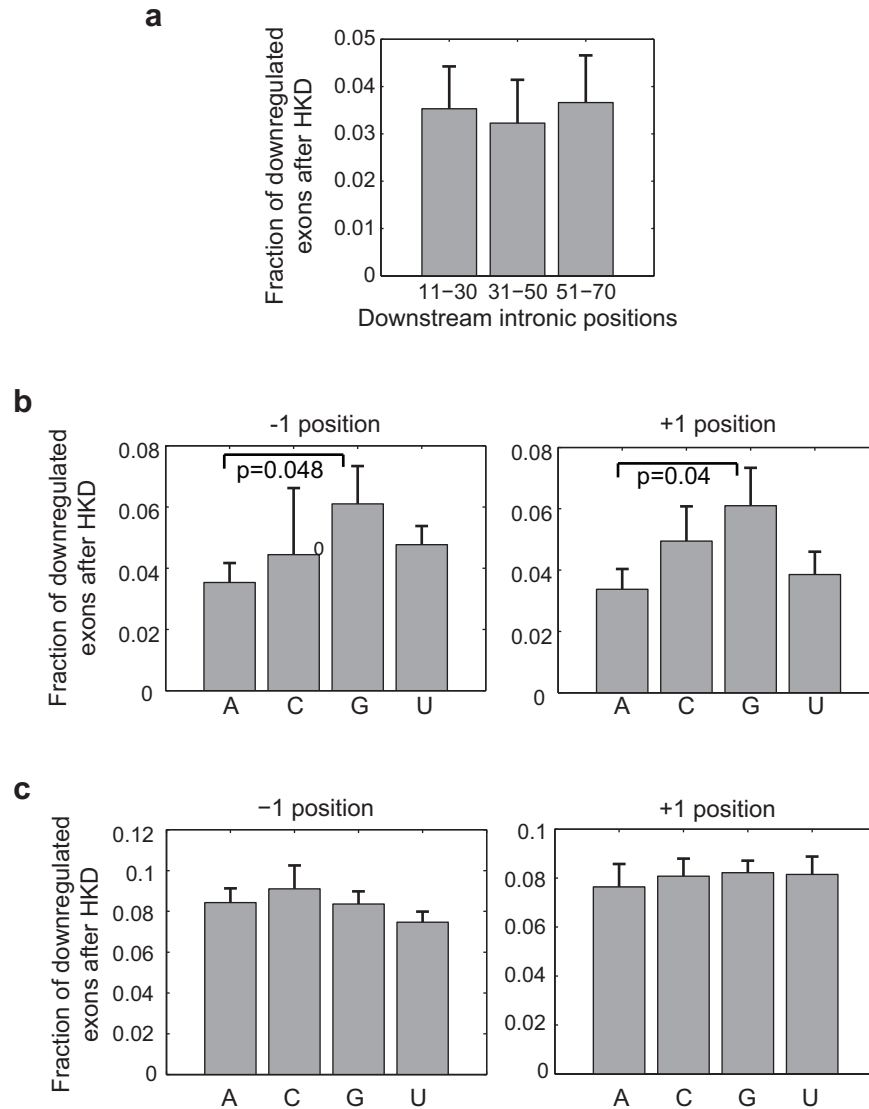 a
Fraction of downregulated
exons after HKD
0.05
0.04
0.03
0.02
0.01
0
11−30 31−50 51−70
Downstream intronic positions
b
Fraction of downregulated
exons after HKD
-1 position
0.08
0.06
0.04
0.02
0
p=0.048
0
A C G U
+1 position
0.08
0.06
0.04
0.02
0
p=0.04
A C G U
c
Fraction of downregulated
exons after HKD
−1 position
0.12
0.1
0.08
0.06
0.04
0.02
0
A C G U
+1 position
0.1
0.08
0.06
0.04
0.02
0
A C G U